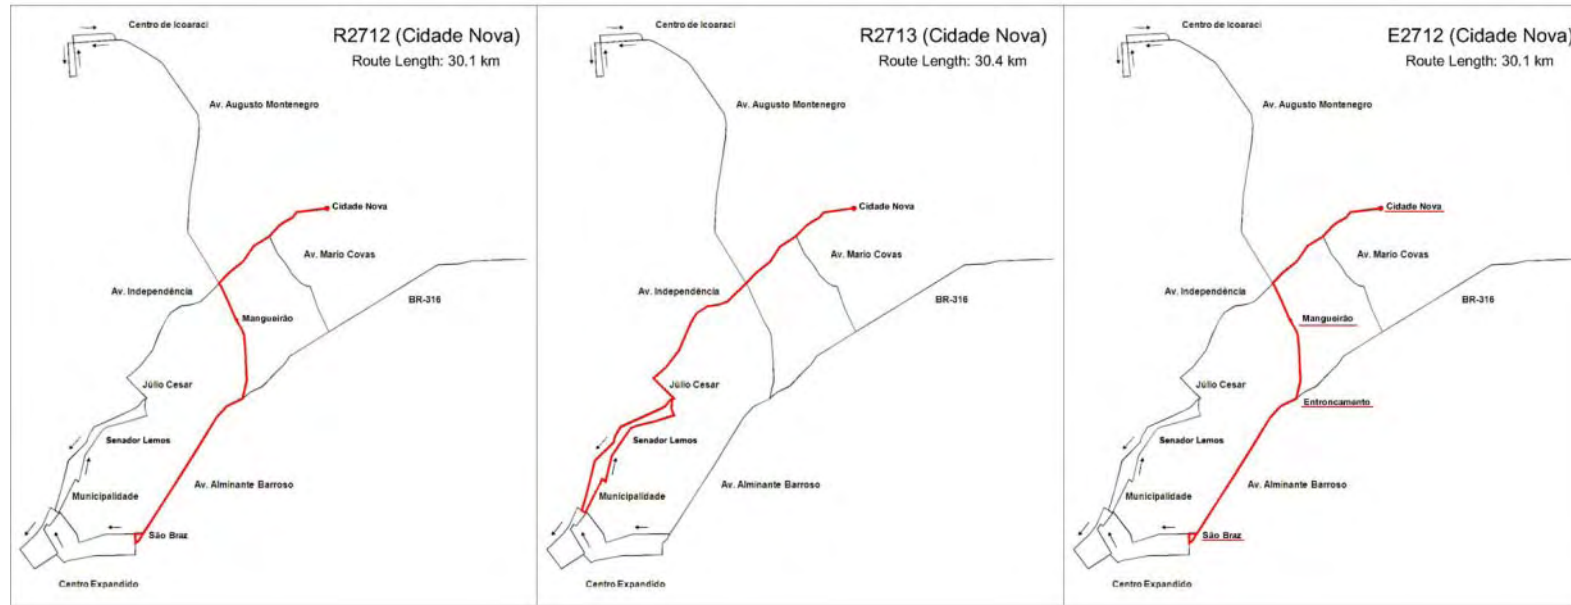 Centro de Icoaraci
R2712 (Cidade Nova)
Route Length: 30.1 km
Av. Augusto Montenegro
Cidade Nova
Av. Mario Covas
Av. Independência
BR-316
Mangueirão
Júlio Cesar
Senador Lemos
Av. Alminante Barroso
Municipalidade
São Braz
Centro Expandido
Centro de Icoaraci
R2713 (Cidade Nova)
Route Length: 30.4 km
Av. Augusto Montenegro
Cidade Nova
Av. Mario Covas
Av. Independência
BR-316
Júlio Cesar
Senador Lemos
Av. Alminante Barroso
Municipalidade
Centro Expandido
Centro de Icoaraci
E2712 (Cidade Nova)
Route Length: 30.1 km
Av. Augusto Montenegro
Cidade Nova
Av. Mario Covas
Av. Independência
BR-316
Mangueirão
Júlio Cesar
Entroncamento
Senador Lemos
Av. Alminante Barroso
Municipalidade
São Braz
Centro Expandido